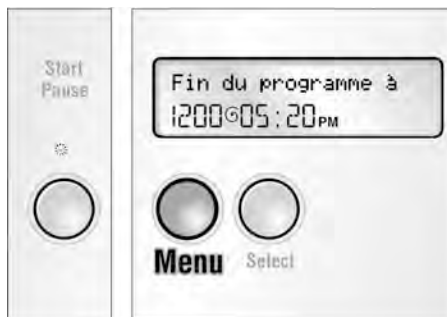 Start
Pause
Fin du programme à
1200 05:20PM
Menu
Select